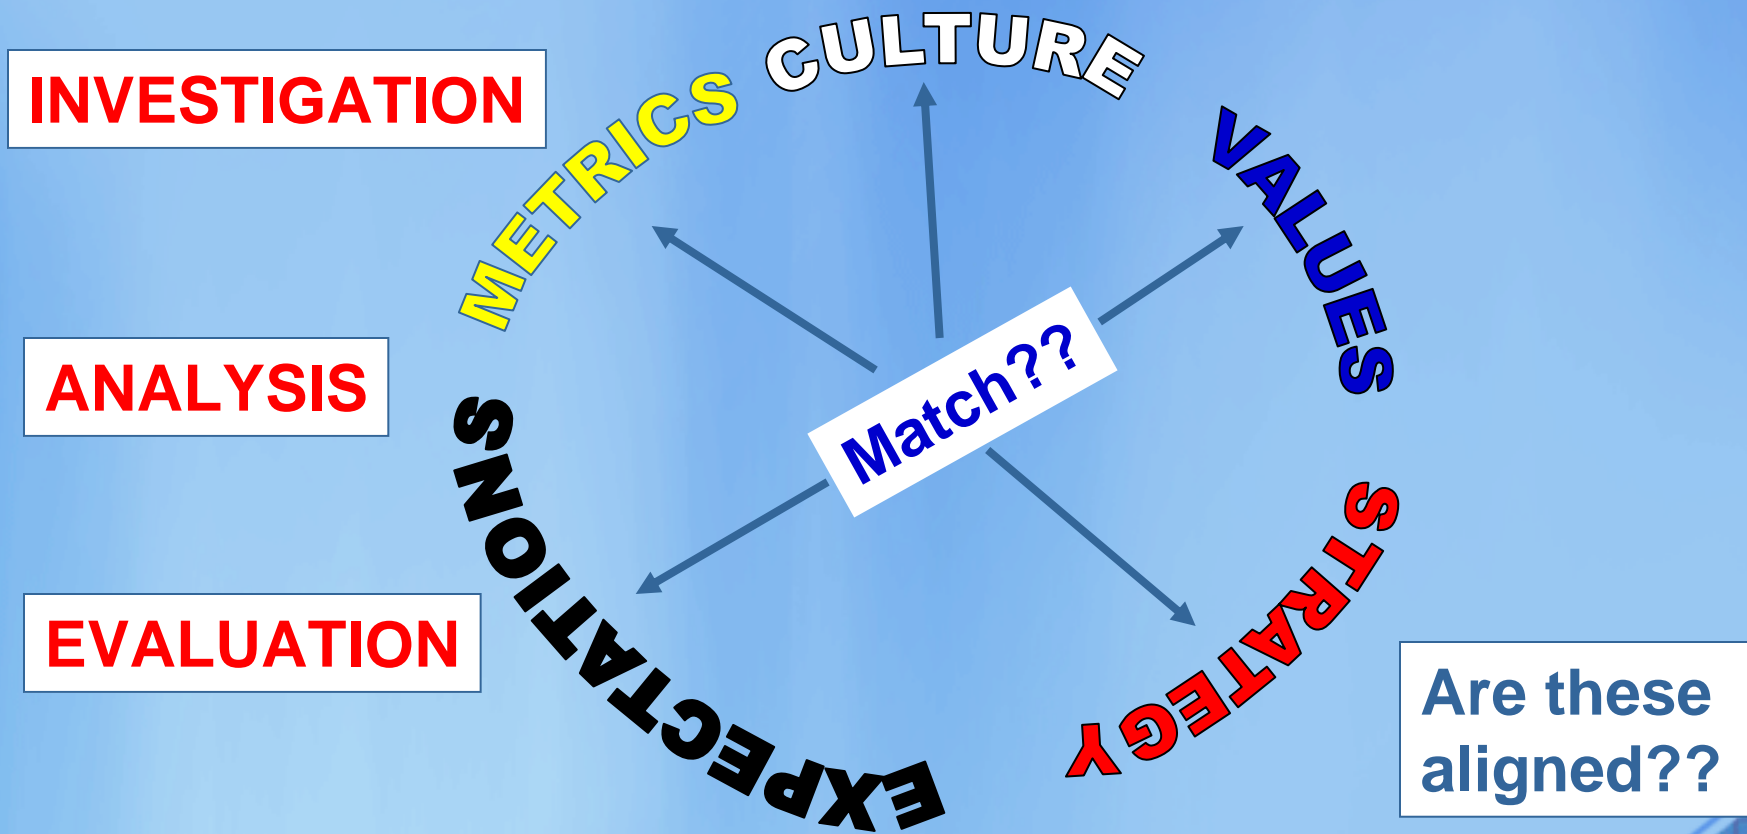 INVESTIGATION
ANALYSIS
EVALUATION
METRICS
CULTURE
VALUES
STRATEGY
EXPECTATIONS
Match??
Are these
aligned??